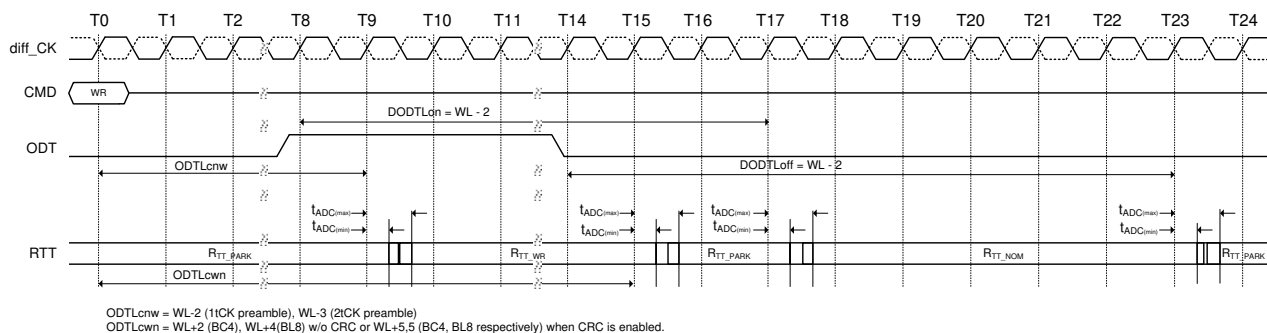 T0 T1 T2 T8 T9 T10 T11 T14 T15 T16 T17 T18 T19 T20 T21 T22 T23 T24
diff_CK
CMD WR
DODTLon = WL - 2
ODT
ODTLcnw DODTLoff = WL - 2
tADC(max) tADC(max) tADC(max) tADC(max)
tADC(min) tADC(min) tADC(min) tADC(min)
RTT RTT_PARK RTT_WR RTT_PARK RTT_NOM RTT_PARK
ODTLcwn
ODTLcnw = WL-2 (1tCK preamble), WL-3 (2tCK preamble)
ODTLcwn = WL+2 (BC4), WL+4(BL8) w/o CRC or WL+5,5 (BC4, BL8 respectively) when CRC is enabled.